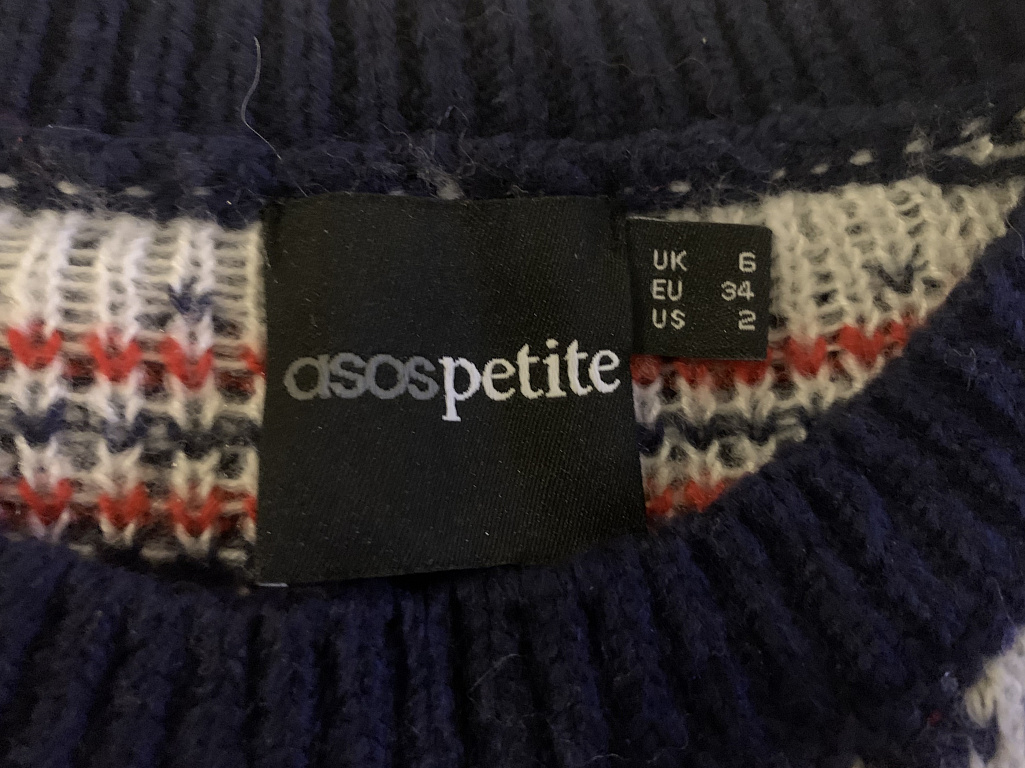 asospetite
UK 6
EU 34
US 2